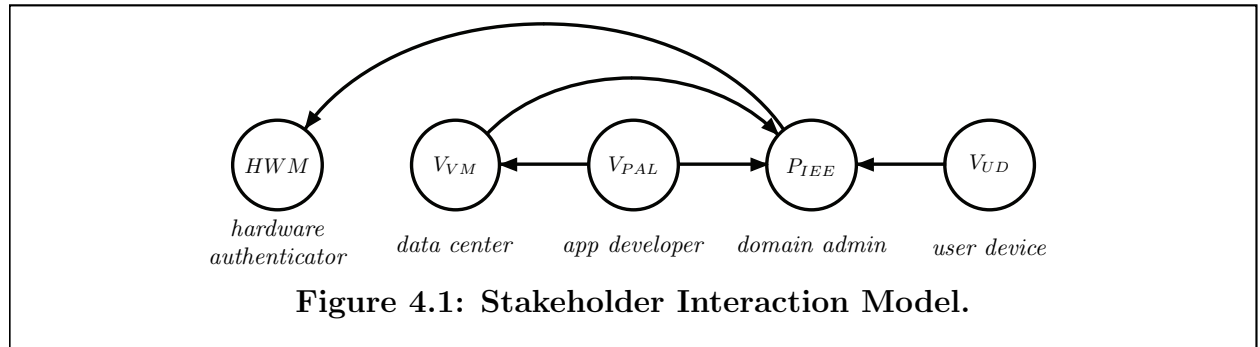 HWM V_VM V_PAL P_IEE V_UD
hardware
authenticator
data center
app developer
domain admin
user device
Figure 4.1: Stakeholder Interaction Model.